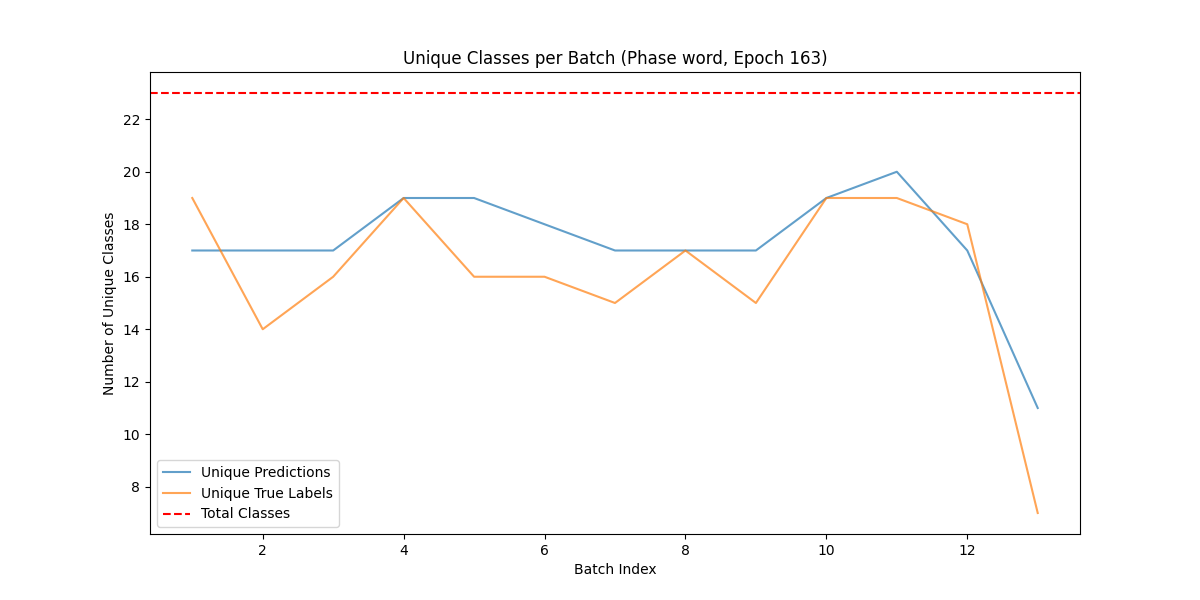 Unique Classes per Batch (Phase word, Epoch 163)
Number of Unique Classes
22
20
18
16
14
12
10
8
Unique Predictions
Unique True Labels
Total Classes
2 4 6 8 10 12
Batch Index